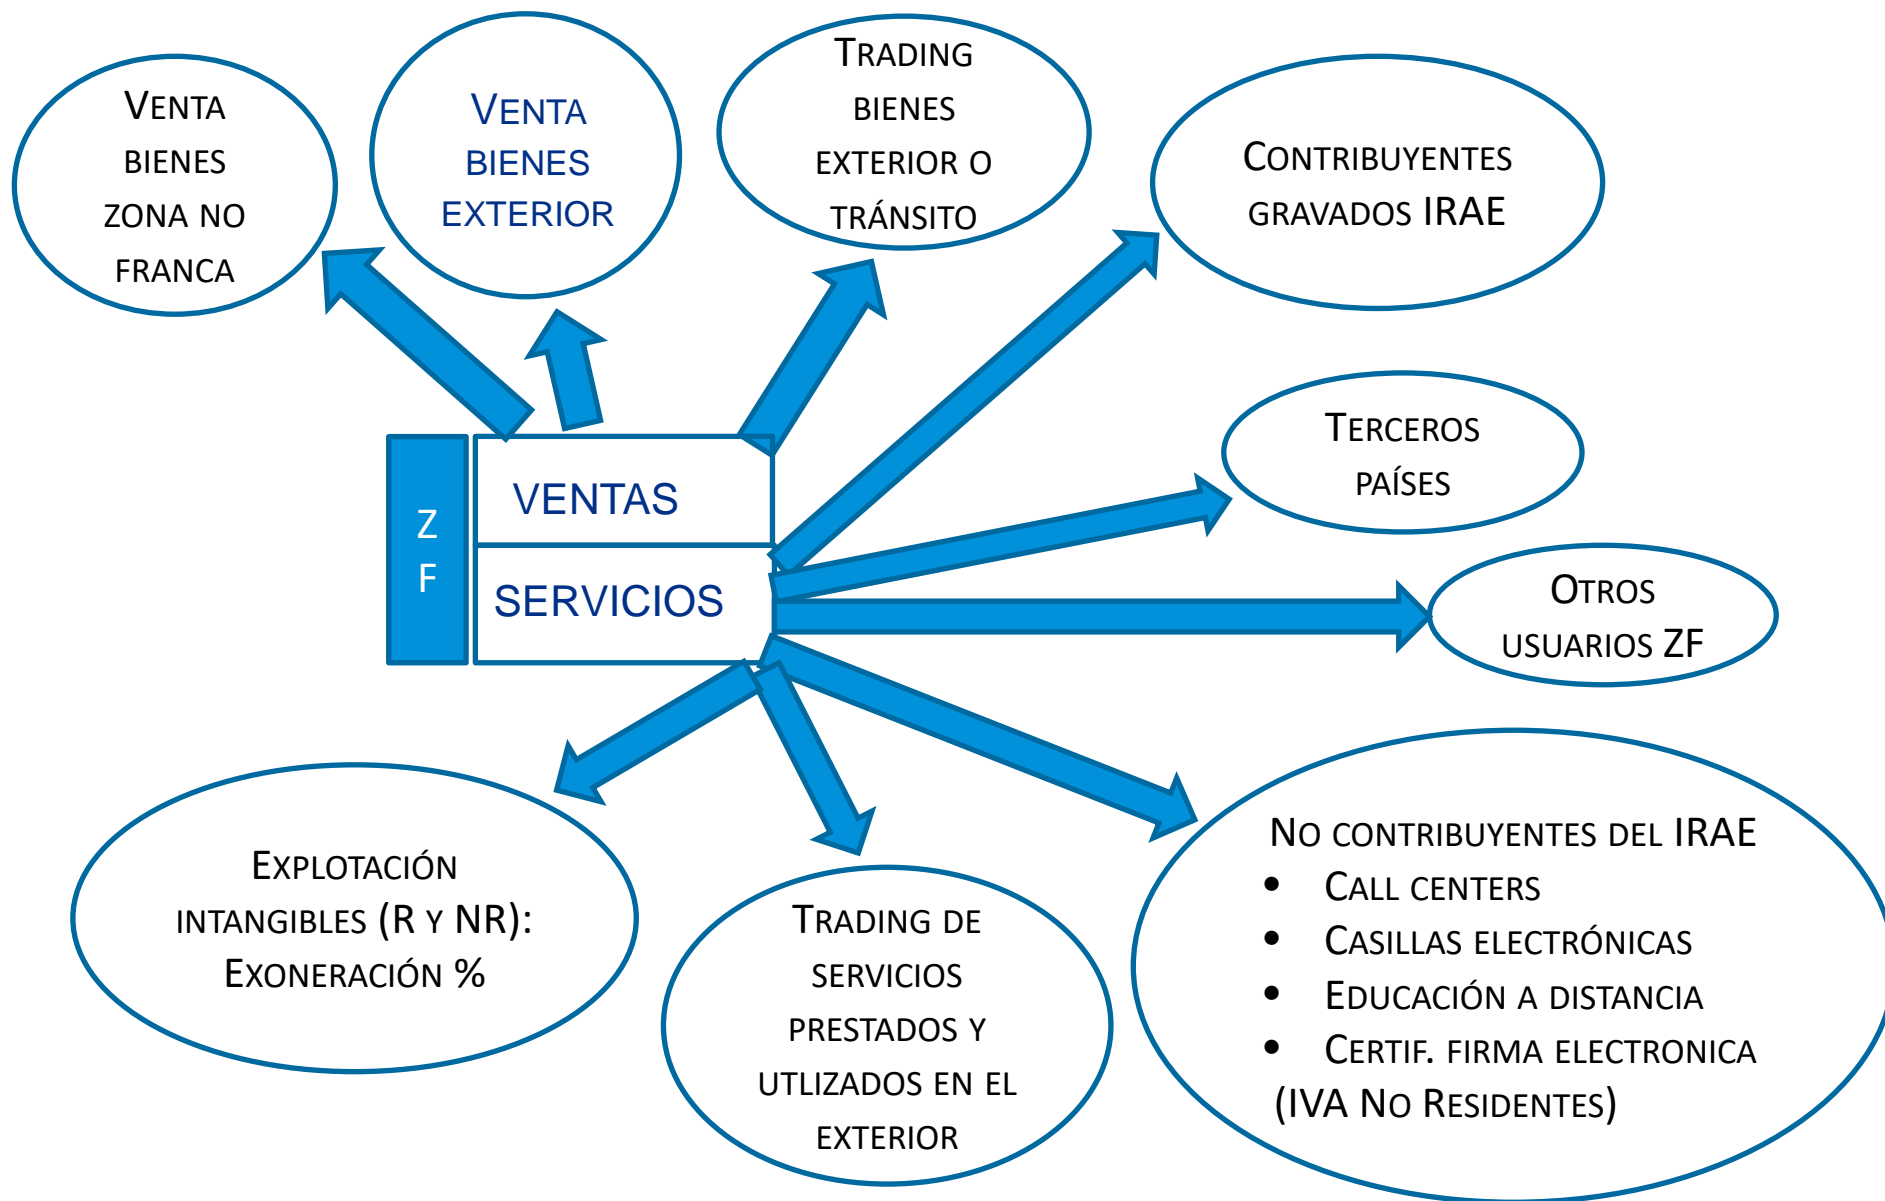 Venta
bienes
zona no
franca
Venta
bienes
exterior
Trading
bienes
exterior o
tránsito
Contribuyentes
gravados IRAE
Terceros
países
Otros
usuarios ZF
Z
F
VENTAS
SERVICIOS
Explotación
intangibles (R y NR):
Exoneración %
Trading de
servicios
prestados y
utlizados en el
exterior
No contribuyentes del IRAE
• Call centers
• Casillas electrónicas
• Educación a distancia
• Certif. firma electronica
(IVA No Residentes)